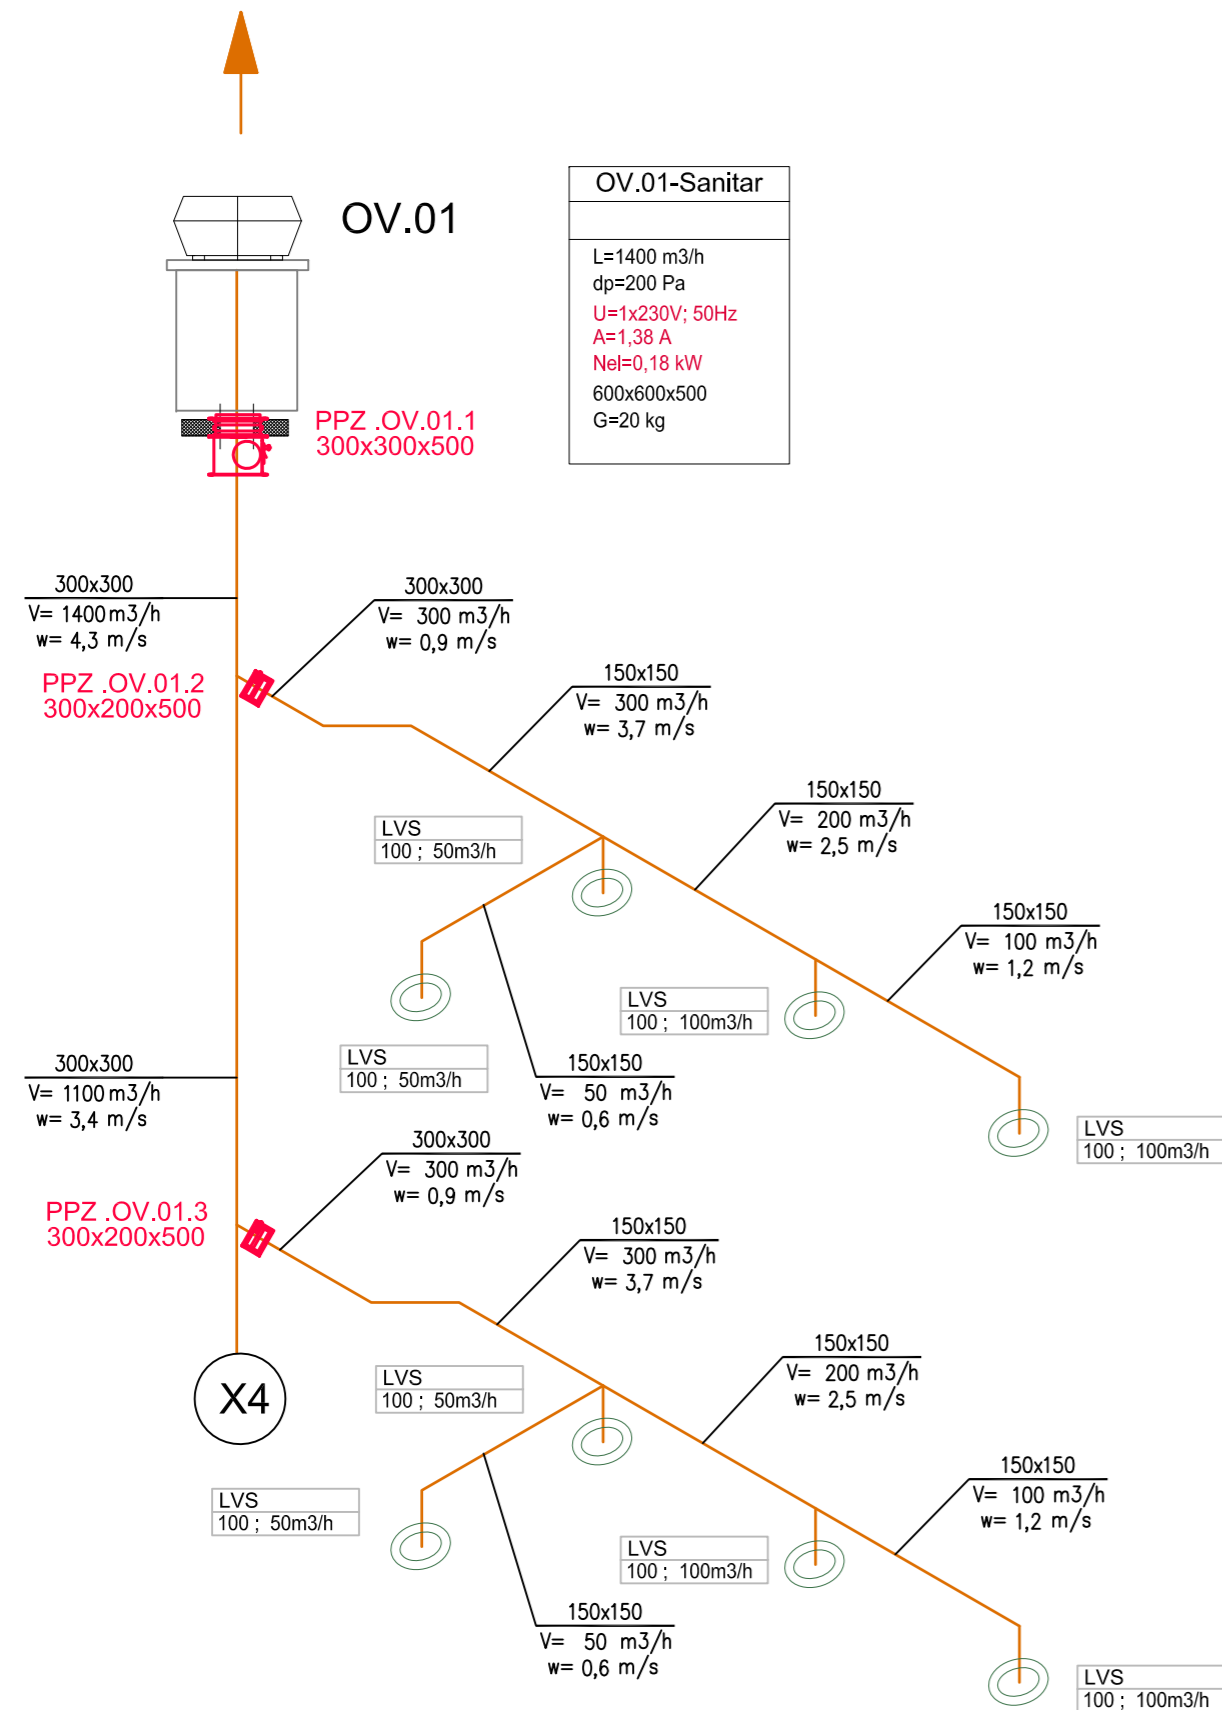 OV.01
OV.01-Sanitar
L=1400 m3/h
dp=200 Pa
U=1x230V; 50Hz
A=1,38 A
Nel=0,18 kW
600x600x500
G=20 kg
PPZ .OV.01.1
300x300x500
300x300
V= 1400 m3/h
w= 4,3 m/s
300x300
V= 300 m3/h
w= 0,9 m/s
PPZ .OV.01.2
300x200x500
150x150
V= 300 m3/h
w= 3,7 m/s
150x150
V= 200 m3/h
w= 2,5 m/s
LVS
100 ; 50m3/h
150x150
V= 100 m3/h
w= 1,2 m/s
LVS
100 ; 100m3/h
LVS
100 ; 50m3/h
150x150
V= 50 m3/h
w= 0,6 m/s
300x300
V= 1100 m3/h
w= 3,4 m/s
LVS
100 ; 100m3/h
300x300
V= 300 m3/h
w= 0,9 m/s
PPZ .OV.01.3
300x200x500
150x150
V= 300 m3/h
w= 3,7 m/s
150x150
V= 200 m3/h
w= 2,5 m/s
X4
LVS
100 ; 50m3/h
150x150
V= 100 m3/h
w= 1,2 m/s
LVS
100 ; 50m3/h
LVS
100 ; 100m3/h
150x150
V= 50 m3/h
w= 0,6 m/s
LVS
100 ; 100m3/h